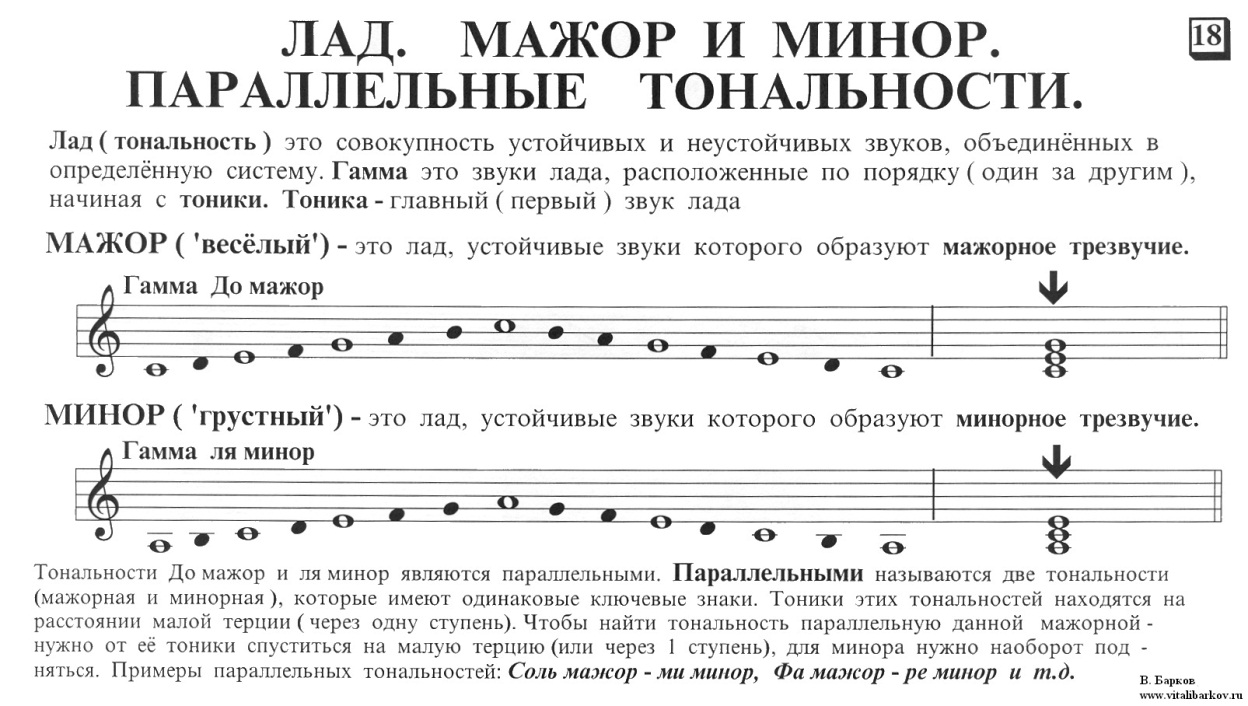 ЛАД. МАЖОР И МИНОР.
18
ПАРАЛЛЕЛЬНЫЕ ТОНАЛЬНОСТИ.
Лад ( тональность ) это совокупность устойчивых и неустойчивых звуков, объединённых в
определённую систему. Гамма это звуки лада, расположенные по порядку ( один за другим ),
начиная с тоники. Тоника - главный ( первый ) звук лада
МАЖОР ( 'весёлый') - это лад, устойчивые звуки которого образуют мажорное трезвучие.
Гамма До мажор
МИНОР ( 'грустный') - это лад, устойчивые звуки которого образуют минорное трезвучие.
Гамма ля минор
Тональности До мажор и ля минор являются параллельными. Параллельными называются две тональности
(мажорная и минорная ), которые имеют одинаковые ключевые знаки. Тоники этих тональностей находятся на
расстоянии малой терции ( через одну ступень). Чтобы найти тональность параллельную данной мажорной -
нужно от её тоники спуститься на малую терцию (или через 1 ступень), для минора нужно наоборот под -
няться. Примеры параллельных тональностей: Соль мажор - ми минор, Фа мажор - ре минор и т.д.
В. Барков
www.vitalibarkov.ru